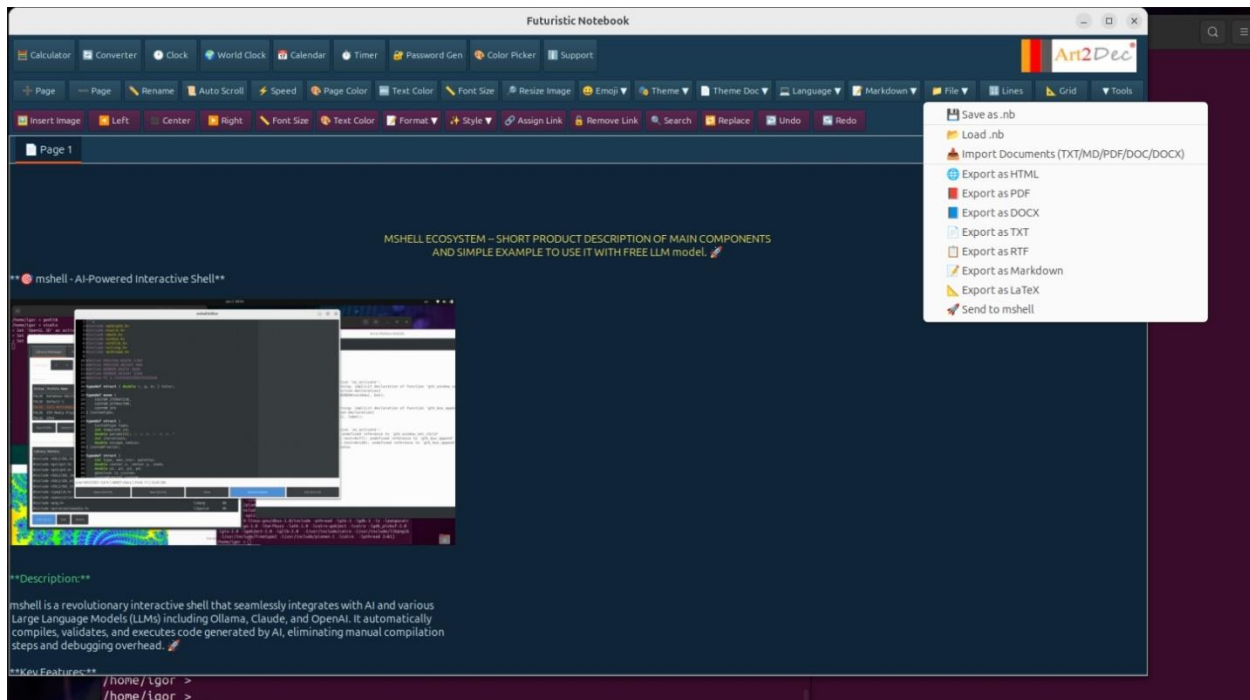 Futuristic Notebook
Calculator Converter Clock World Clock Calendar Timer Password Gen Color Picker Support
Art2Dec
Page Page Rename Auto Scroll Speed Page Color Text Color Font Size Resize Image Emoji ▼ Theme ▼ Theme Doc ▼ Language ▼ Markdown ▼ File ▼ Lines Grid ▼ Tools
Insert Image Left Center Right Font Size Text Color Format ▼ Style ▼ Assign Link Remove Link Search Replace Undo Redo
Save as .nb
Load .nb
Import Documents (TXT/MD/PDF/DOC/DOCX)
Export as HTML
Export as PDF
Export as DOCX
Export as TXT
Export as RTF
Export as Markdown
Export as LaTeX
Send to mshell
Page 1
MSHELL ECOSYSTEM – SHORT PRODUCT DESCRIPTION OF MAIN COMPONENTS
AND SIMPLE EXAMPLE TO USE IT WITH FREE LLM model. 🚀
**🎯 mshell - AI-Powered Interactive Shell**
**Description:**
mshell is a revolutionary interactive shell that seamlessly integrates with AI and various
Large Language Models (LLMs) including Ollama, Claude, and OpenAI. It automatically
compiles, validates, and executes code generated by AI, eliminating manual compilation
steps and debugging overhead. 🚀
**Key Features:**
/home/igor >
/home/igor >